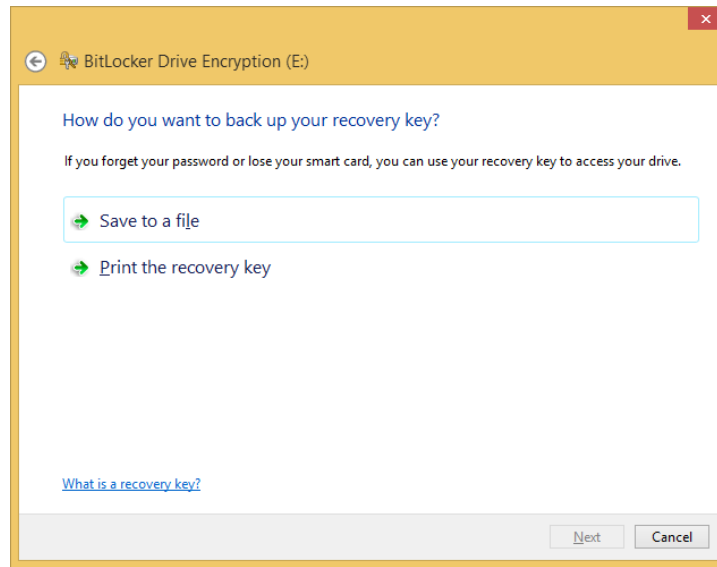 BitLocker Drive Encryption (E:)
How do you want to back up your recovery key?
If you forget your password or lose your smart card, you can use your recovery key to access your drive.
Save to a file
Print the recovery key
What is a recovery key?
Next
Cancel